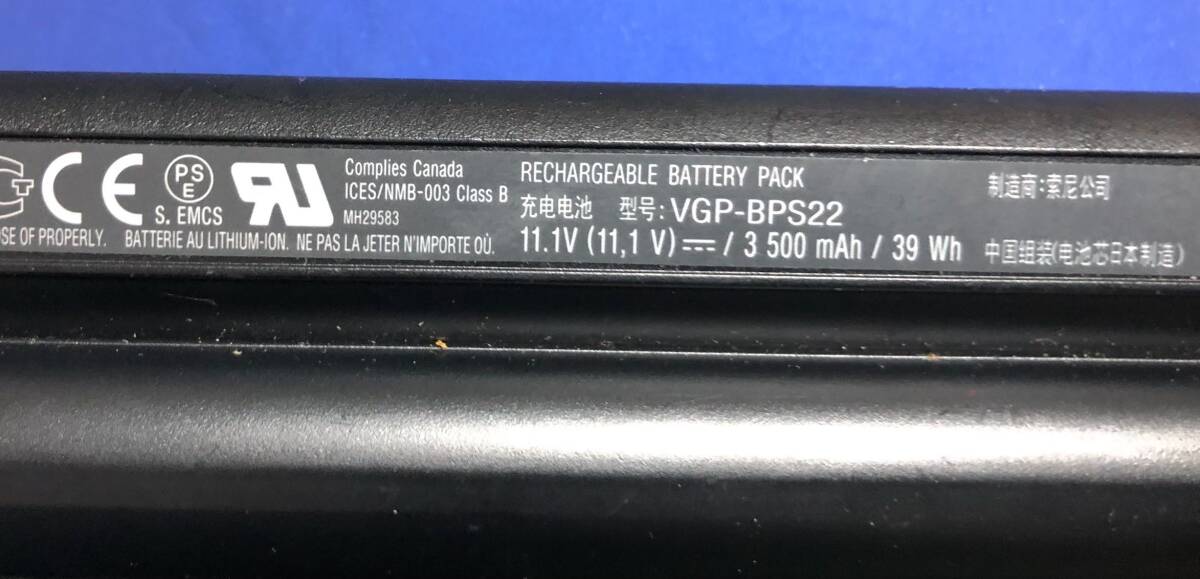 CE PS E S. EMCS
Complies Canada
ICES/NMB-003 Class B
MH29583
OSE OF PROPERLY. BATTERIE AU LITHIUM-ION. NE PAS LA JETER N'IMPORTE OÙ.
RECHARGEABLE BATTERY PACK
充电电池 型号: VGP-BPS22
11.1V (11,1 V) ⎓ / 3 500 mAh / 39 Wh
制造商:索尼公司
中国组装(电池芯日本制造)